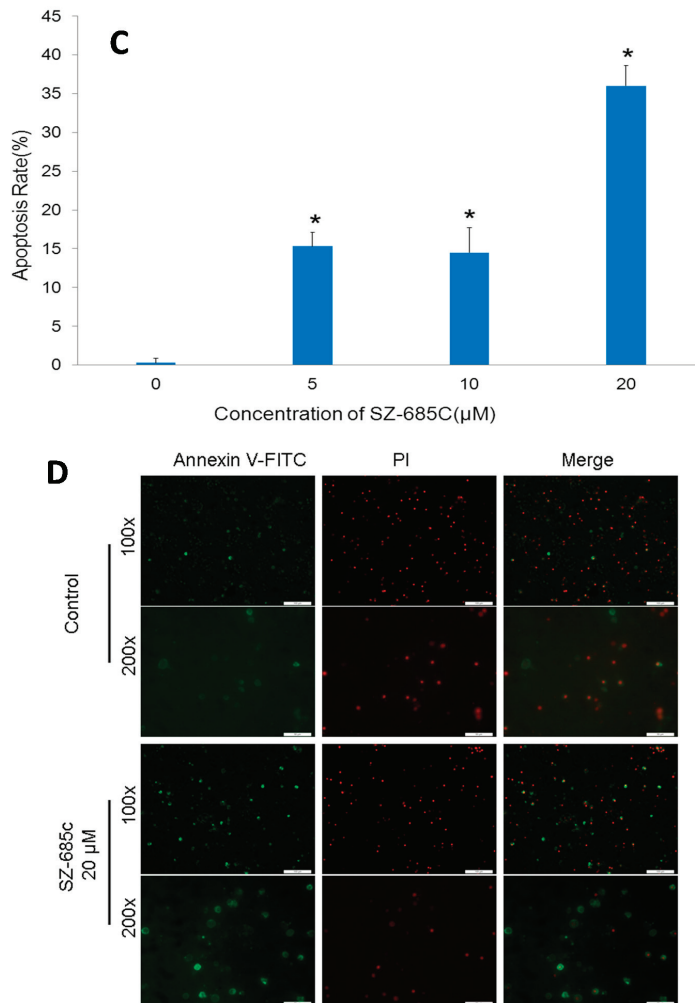 C
45
40
35
30
25
20
15
10
5
0
Apoptosis Rate(%)
*
*
*
0 5 10 20
Concentration of SZ-685C(µM)
D
Annexin V-FITC PI Merge
Control
100x
200x
SZ-685c
20 µM
100x
200x